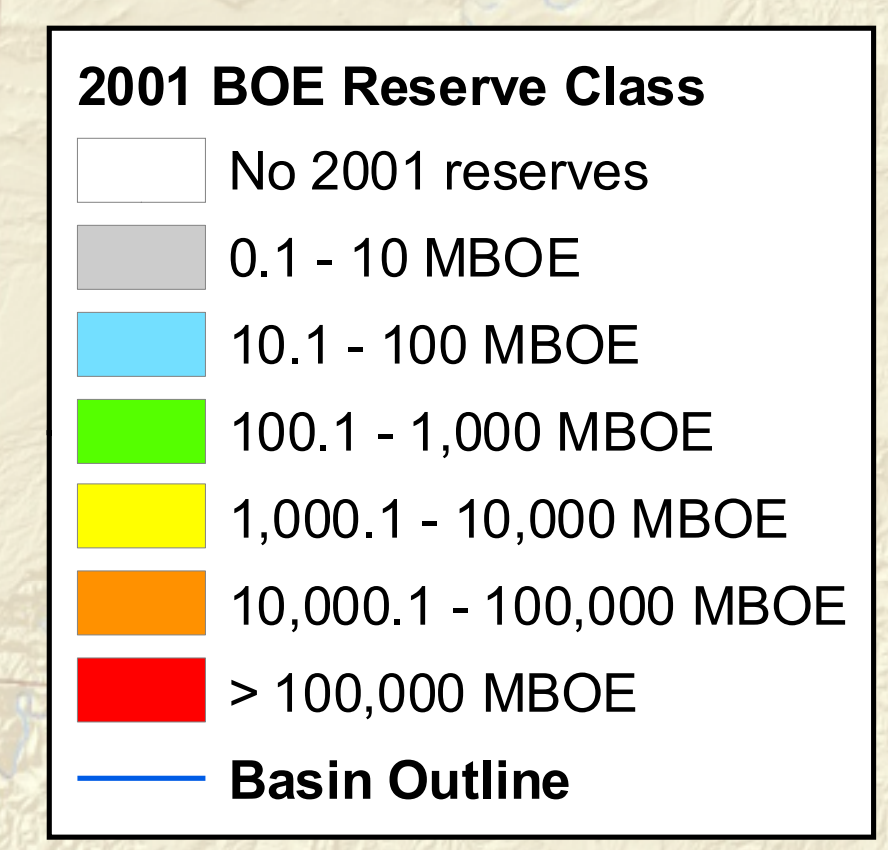 2001 BOE Reserve Class
No 2001 reserves
0.1 - 10 MBOE
10.1 - 100 MBOE
100.1 - 1,000 MBOE
1,000.1 - 10,000 MBOE
10,000.1 - 100,000 MBOE
> 100,000 MBOE
Basin Outline